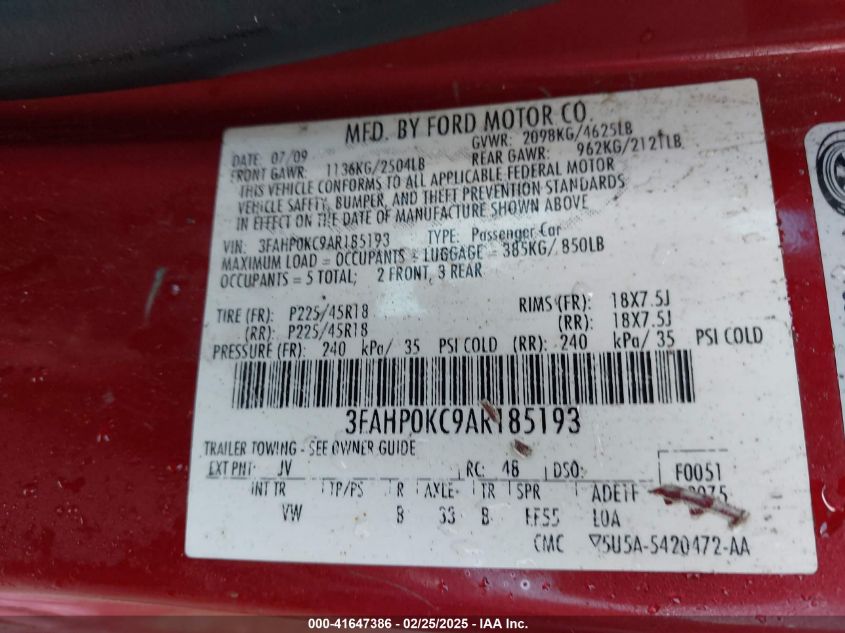 MFD. BY FORD MOTOR CO.
DATE: 07/09 GVWR: 2098KG/4625LB
FRONT GAWR: 1136KG/2504LB REAR GAWR: 962KG/2121LB
THIS VEHICLE CONFORMS TO ALL APPLICABLE FEDERAL MOTOR
VEHICLE SAFETY, BUMPER, AND THEFT PREVENTION STANDARDS
IN EFFECT ON THE DATE OF MANUFACTURE SHOWN ABOVE
VIN: 3FAHP0KC9AR185193 TYPE: Passenger Car
MAXIMUM LOAD = OCCUPANTS + LUGGAGE = 385KG/ 850LB
OCCUPANTS = 5 TOTAL; 2 FRONT, 3 REAR
TIRE (FR): P225/45R18 RIMS (FR): 18X7.5J
(RR): P225/45R18 (RR): 18X7.5J
PRESSURE (FR): 240 kPa/ 35 PSI COLD (RR): 240 kPa/ 35 PSI COLD
3FAHP0KC9AR185193
TRAILER TOWING - SEE OWNER GUIDE
EXT PNT: JV RC: 46 DSO: F0051
INT TR TP/PS R AXLE TR SPR ADETF
VW B 33 B
CMC 5U5A-5420472-AA
000-41647386 - 02/25/2025 - IAA Inc.